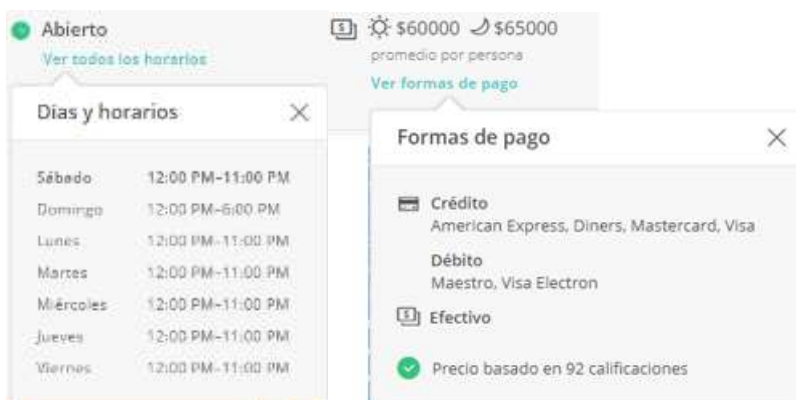 Abierto
Ver todos los horarios
$60000 $65000
promedio por persona
Ver formas de pago
Días y horarios
Sábado 12:00 PM–11:00 PM
Domingo 12:00 PM–6:00 PM
Lunes 12:00 PM–11:00 PM
Martes 12:00 PM–11:00 PM
Miércoles 12:00 PM–11:00 PM
Jueves 12:00 PM–11:00 PM
Viernes 12:00 PM–11:00 PM
Formas de pago
Crédito
American Express, Diners, Mastercard, Visa
Débito
Maestro, Visa Electron
Efectivo
Precio basado en 92 calificaciones